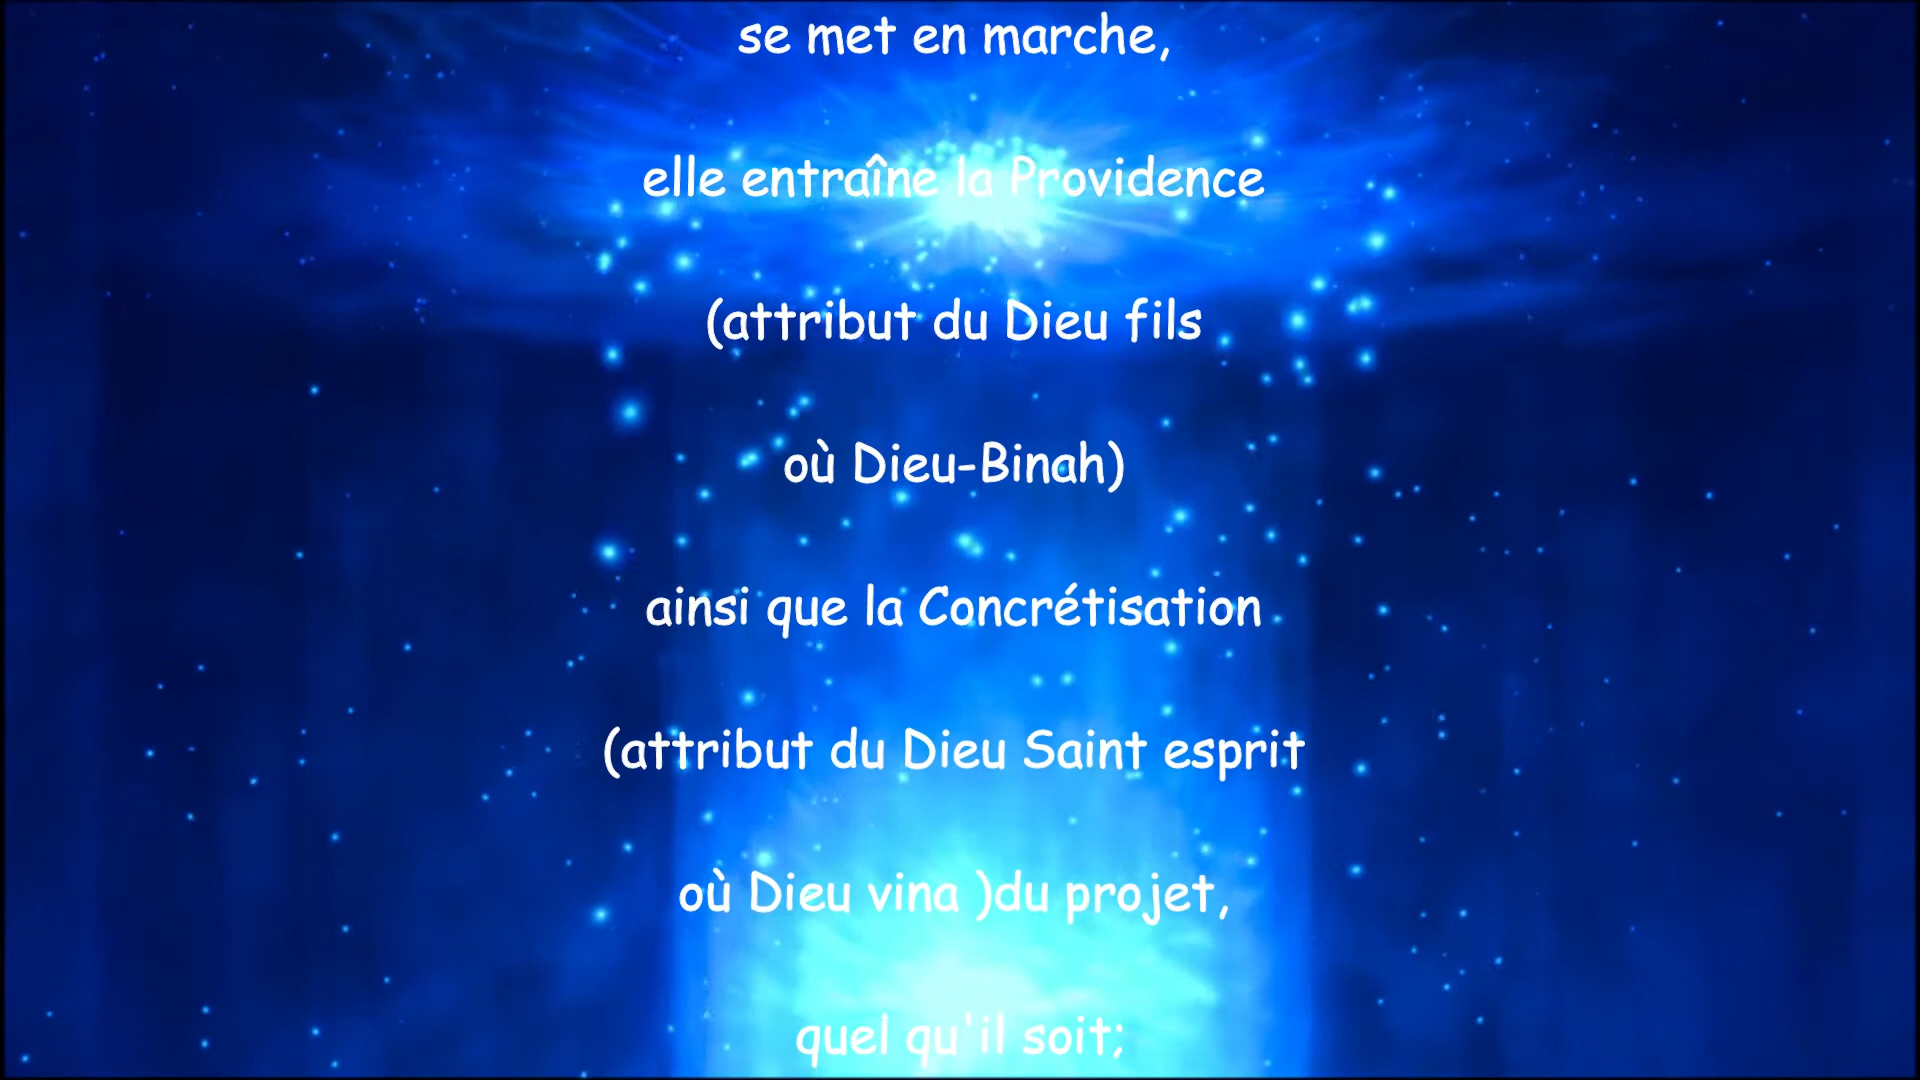 se met en marche,
elle entraîne la Providence
(attribut du Dieu fils
où Dieu-Binah)
ainsi que la Concrétisation
(attribut du Dieu Saint esprit
où Dieu vina )du projet,
quel qu'il soit;